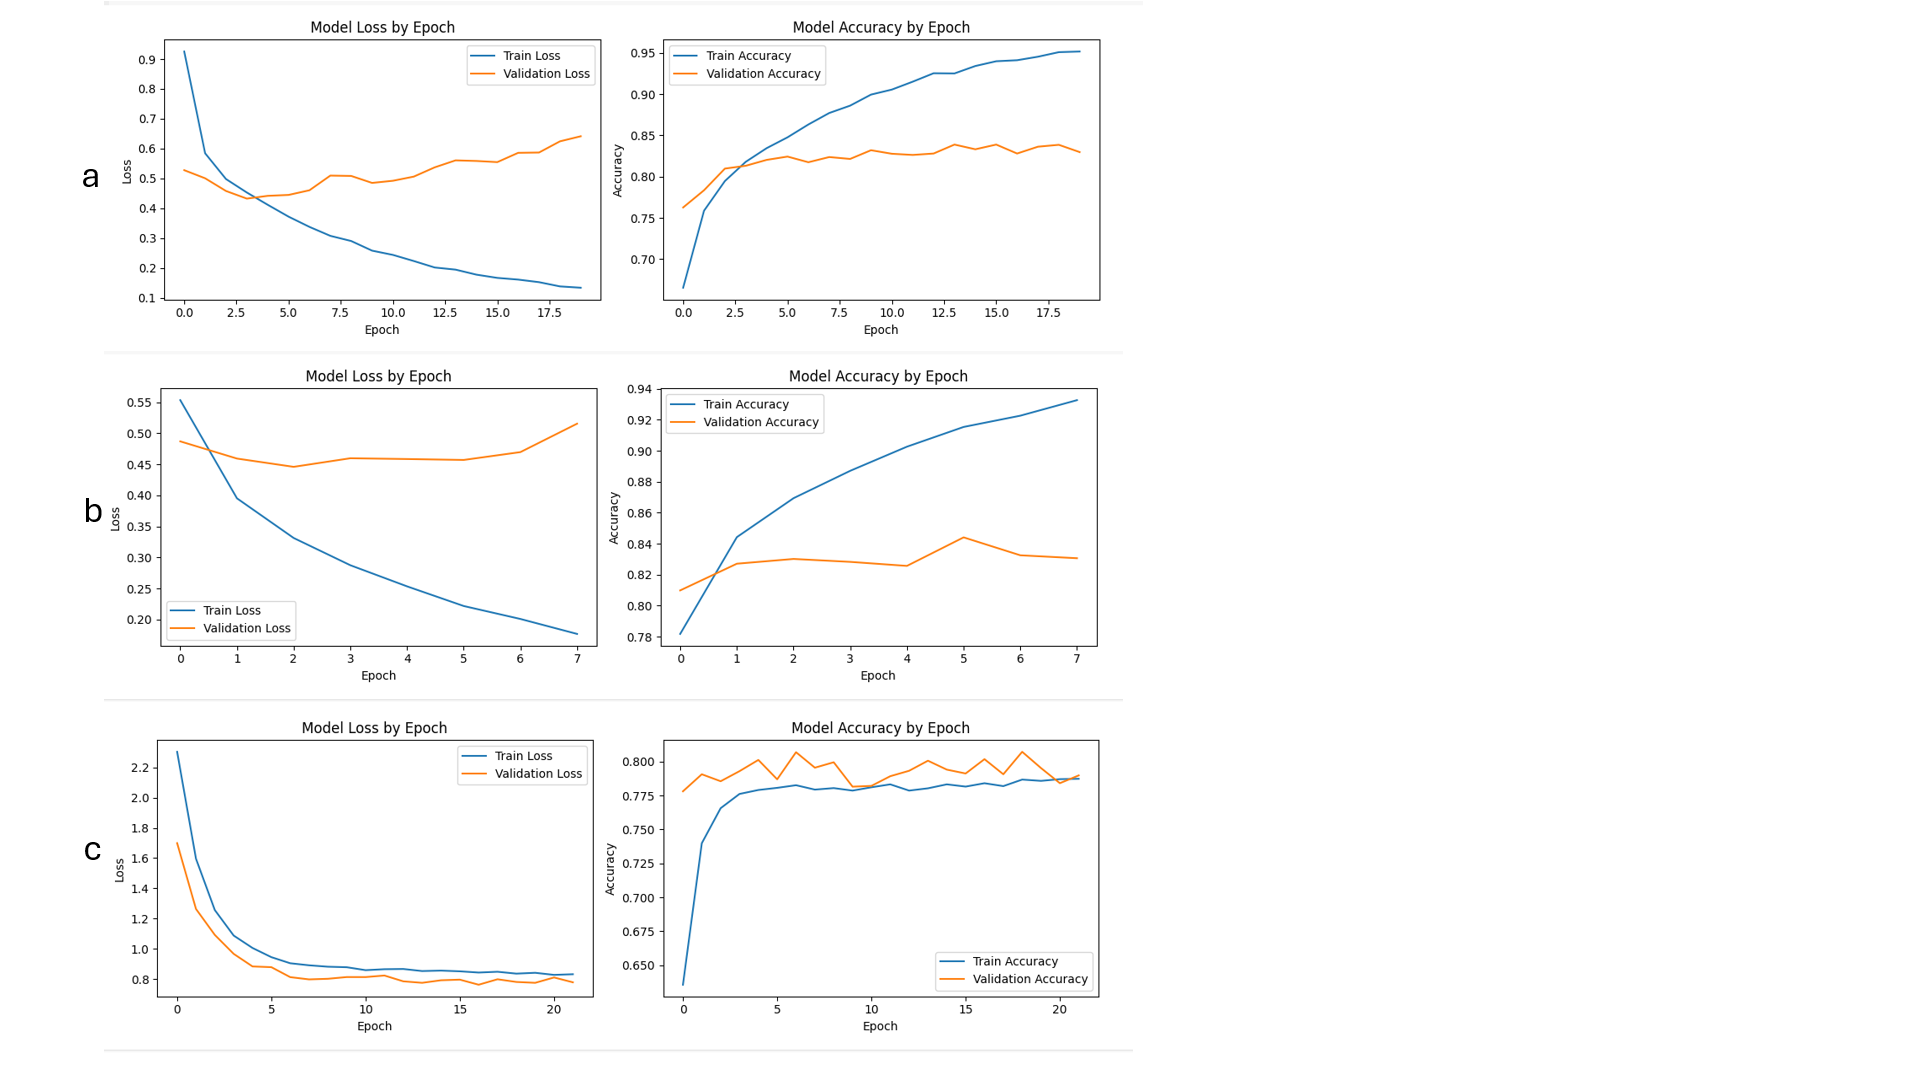 a
Model Loss by Epoch
Train Loss
Validation Loss
0.9
0.8
0.7
0.6
0.5
0.4
0.3
0.2
0.1
Loss
0.0 2.5 5.0 7.5 10.0 12.5 15.0 17.5
Epoch
Model Accuracy by Epoch
Train Accuracy
Validation Accuracy
0.95
0.90
0.85
0.80
0.75
0.70
Accuracy
0.0 2.5 5.0 7.5 10.0 12.5 15.0 17.5
Epoch
b
Model Loss by Epoch
0.55
0.50
0.45
0.40
0.35
0.30
0.25
0.20
Loss
Train Loss
Validation Loss
0 1 2 3 4 5 6 7
Epoch
Model Accuracy by Epoch
Train Accuracy
Validation Accuracy
0.94
0.92
0.90
0.88
0.86
0.84
0.82
0.80
0.78
Accuracy
0 1 2 3 4 5 6 7
Epoch
c
Model Loss by Epoch
Train Loss
Validation Loss
2.2
2.0
1.8
1.6
1.4
1.2
1.0
0.8
Loss
0 5 10 15 20
Epoch
Model Accuracy by Epoch
0.800
0.775
0.750
0.725
0.700
0.675
0.650
Accuracy
Train Accuracy
Validation Accuracy
0 5 10 15 20
Epoch